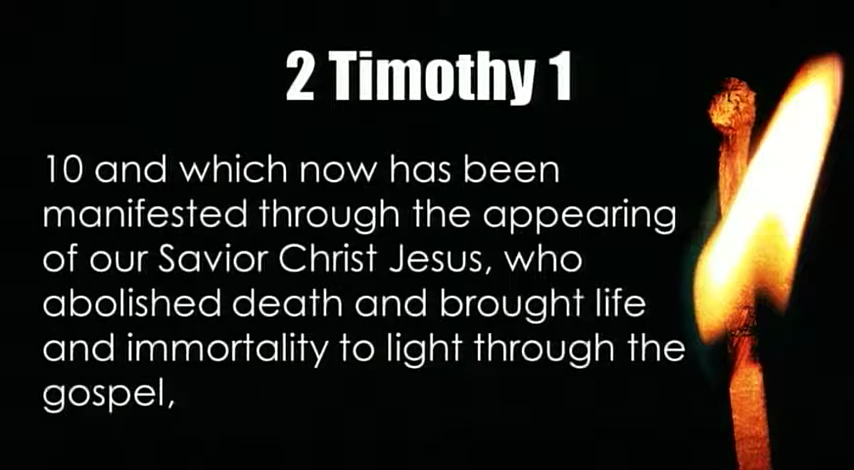 2 Timothy 1
10 and which now has been
manifested through the appearing
of our Savior Christ Jesus, who
abolished death and brought life
and immortality to light through the
gospel,